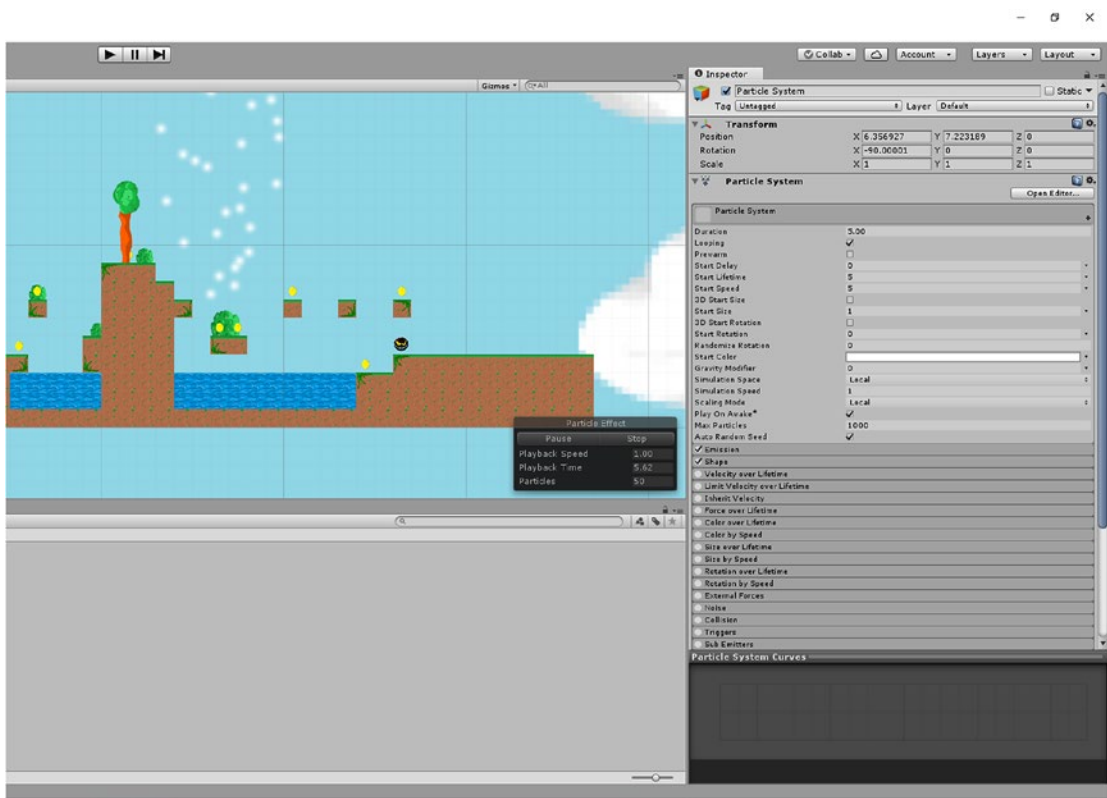 Collab
Account
Layers
Layout
Gizmos
All
Inspector
Particle System
Static
Tag Untagged
Layer Default
Transform
Position X 6.356927 Y 7.223189 Z 0
Rotation X -90.00001 Y 0 Z 0
Scale X 1 Y 1 Z 1
Particle System
Open Editor...
Particle System
Duration 5.00
Looping
Prewarm
Start Delay 0
Start Lifetime 5
Start Speed 5
3D Start Size
Start Size 1
3D Start Rotation
Start Rotation 0
Randomize Rotation 0
Start Color
Gravity Modifier 0
Simulation Space Local
Simulation Speed 1
Scaling Mode Local
Play On Awake*
Max Particles 1000
Auto Random Seed
Emission
Shape
Velocity over Lifetime
Limit Velocity over Lifetime
Inherit Velocity
Force over Lifetime
Color over Lifetime
Color by Speed
Size over Lifetime
Size by Speed
Rotation over Lifetime
Rotation by Speed
External Forces
Noise
Collision
Triggers
Sub Emitters
Particle System Curves
Particle Effect
Pause Stop
Playback Speed 1.00
Playback Time 5.62
Particles 50